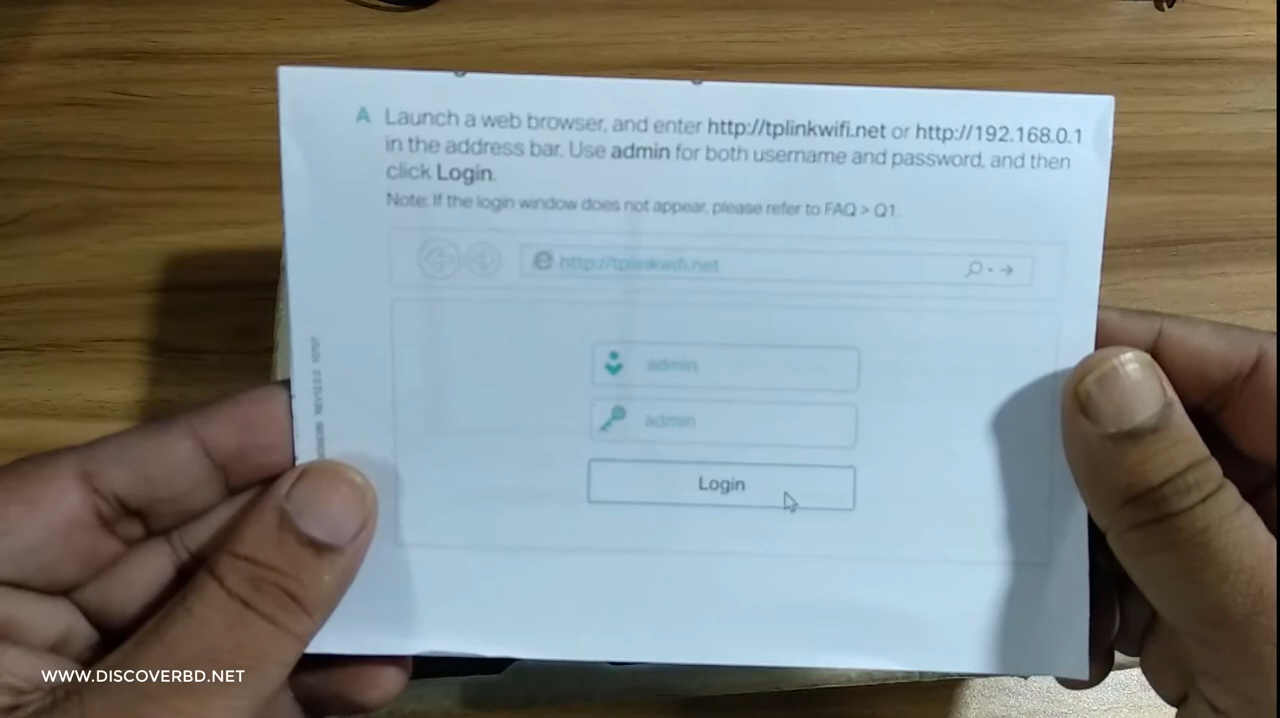 A Launch a web browser, and enter http://tplinkwifi.net or http://192.168.0.1
in the address bar. Use admin for both username and password, and then
click Login.
Note: If the login window does not appear, please refer to FAQ > Q1.
http://tplinkwifi.net
admin
admin
Login
WWW.DISCOVERBD.NET